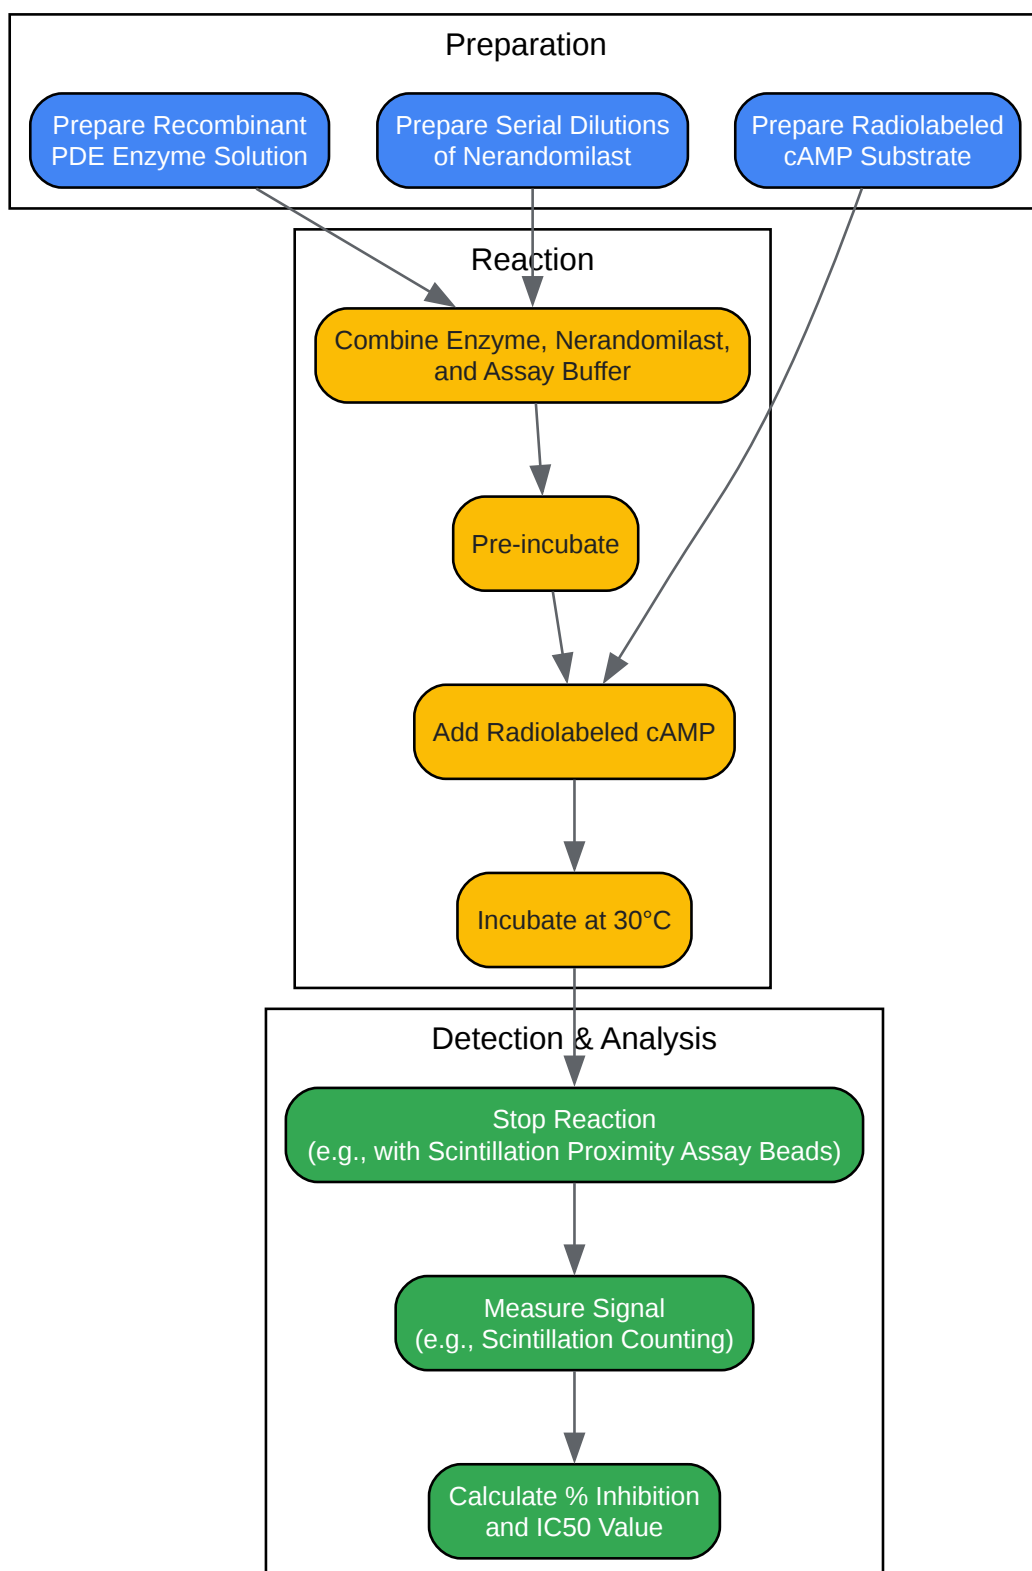 Preparation
Prepare Recombinant
PDE Enzyme Solution
Prepare Serial Dilutions
of Nerandomilast
Prepare Radiolabeled
cAMP Substrate
Reaction
Combine Enzyme, Nerandomilast,
and Assay Buffer
Pre-incubate
Add Radiolabeled cAMP
Incubate at 30°C
Detection & Analysis
Stop Reaction
(e.g., with Scintillation Proximity Assay Beads)
Measure Signal
(e.g., Scintillation Counting)
Calculate % Inhibition
and IC50 Value